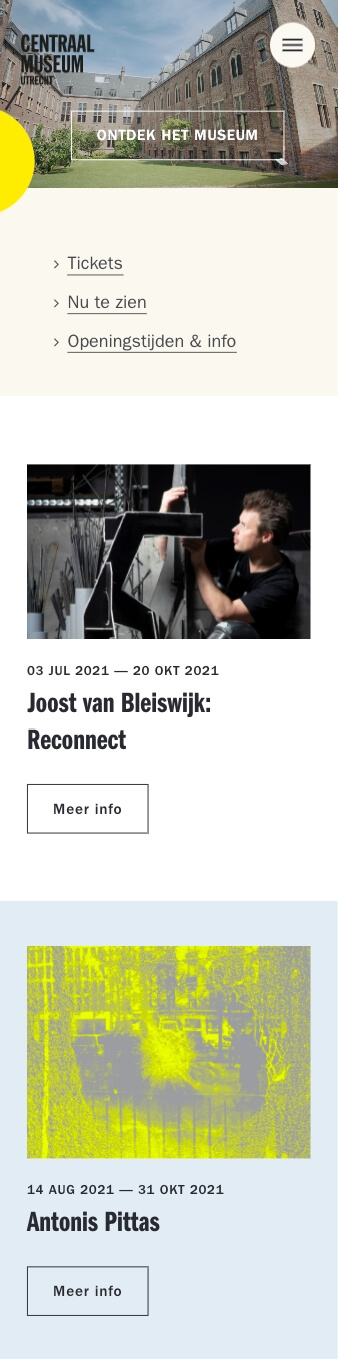 CENTRAAL
MUSEUM
UTRECHT
ONTDEK HET MUSEUM
Tickets
Nu te zien
Openingstijden & info
03 JUL 2021 — 20 OKT 2021
Joost van Bleiswijk:
Reconnect
Meer info
14 AUG 2021 — 31 OKT 2021
Antonis Pittas
Meer info